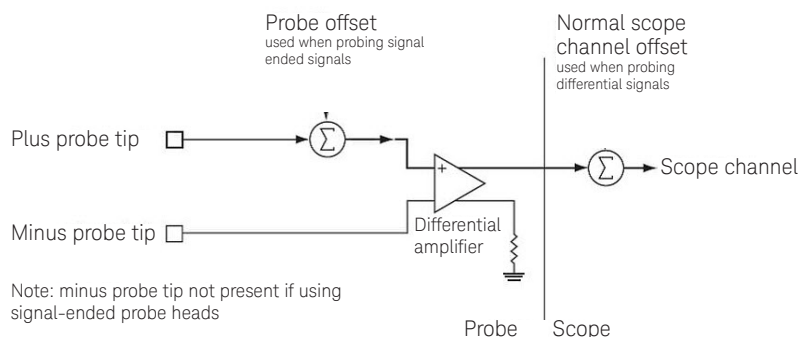 Probe offset
used when probing signal
ended signals
Normal scope
channel offset
used when probing
differential signals
Plus probe tip
Σ
+
Σ
Scope channel
Minus probe tip
Differential
amplifier
Note: minus probe tip not present if using
signal-ended probe heads
Probe
Scope